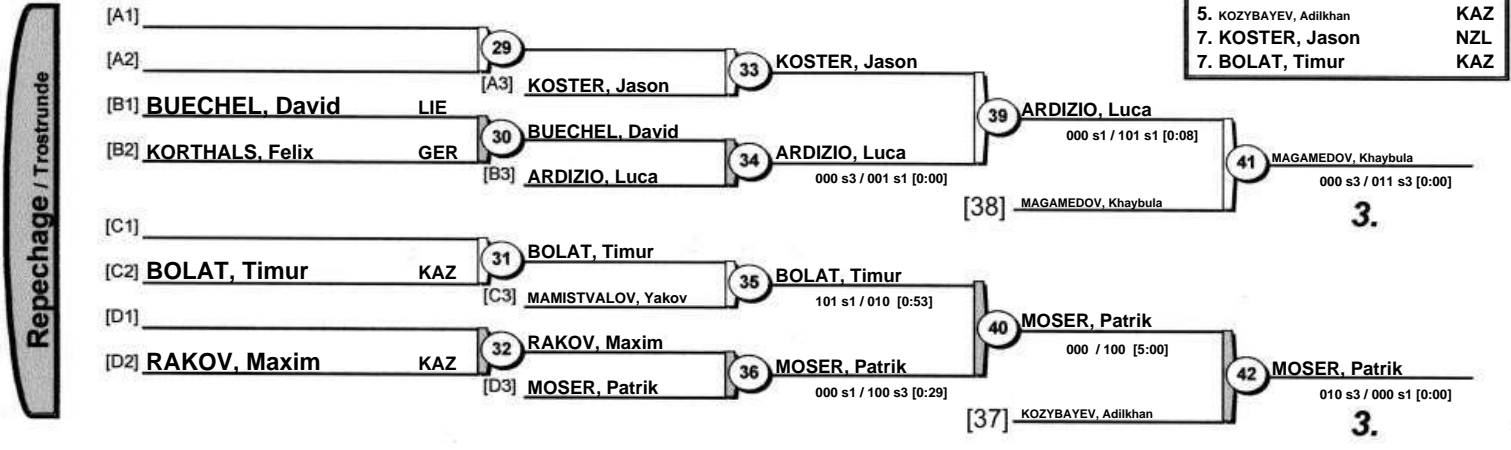 Repechage / Trostrunde
5. KOZYBAYEV, Adilkhan KAZ
7. KOSTER, Jason NZL
7. BOLAT, Timur KAZ
[A1]
29
[A2]
[A3] KOSTER, Jason
33
KOSTER, Jason
[B1] BUECHEL, David LIE
30
BUECHEL, David
[B2] KORTHALS, Felix GER
[B3] ARDIZIO, Luca
34
ARDIZIO, Luca
000 s3 / 001 s1 [0:00]
39
ARDIZIO, Luca
000 s1 / 101 s1 [0:08]
[38] MAGAMEDOV, Khaybula
41
MAGAMEDOV, Khaybula
000 s3 / 011 s3 [0:00]
3.
[C1]
31
BOLAT, Timur
[C2] BOLAT, Timur KAZ
[C3] MAMISTVALOV, Yakov
35
BOLAT, Timur
101 s1 / 010 [0:53]
[D1]
32
RAKOV, Maxim
[D2] RAKOV, Maxim KAZ
[D3] MOSER, Patrik
36
MOSER, Patrik
000 s1 / 100 s3 [0:29]
40
MOSER, Patrik
000 / 100 [5:00]
[37] KOZYBAYEV, Adilkhan
42
MOSER, Patrik
010 s3 / 000 s1 [0:00]
3.